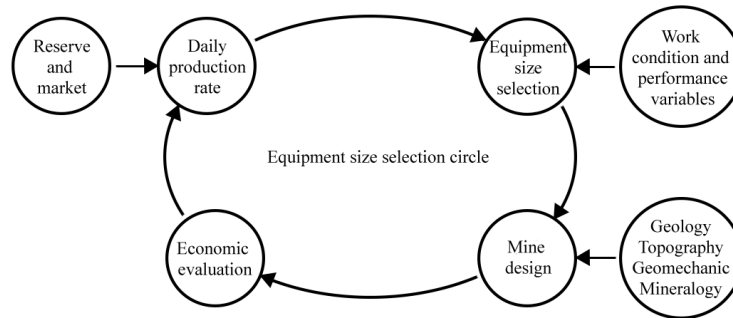 Reserve
and
market
Daily
production
rate
Equipment
size
selection
Work
condition and
performance
variables
Equipment size selection circle
Economic
evaluation
Mine
design
Geology
Topography
Geomechanic
Mineralogy